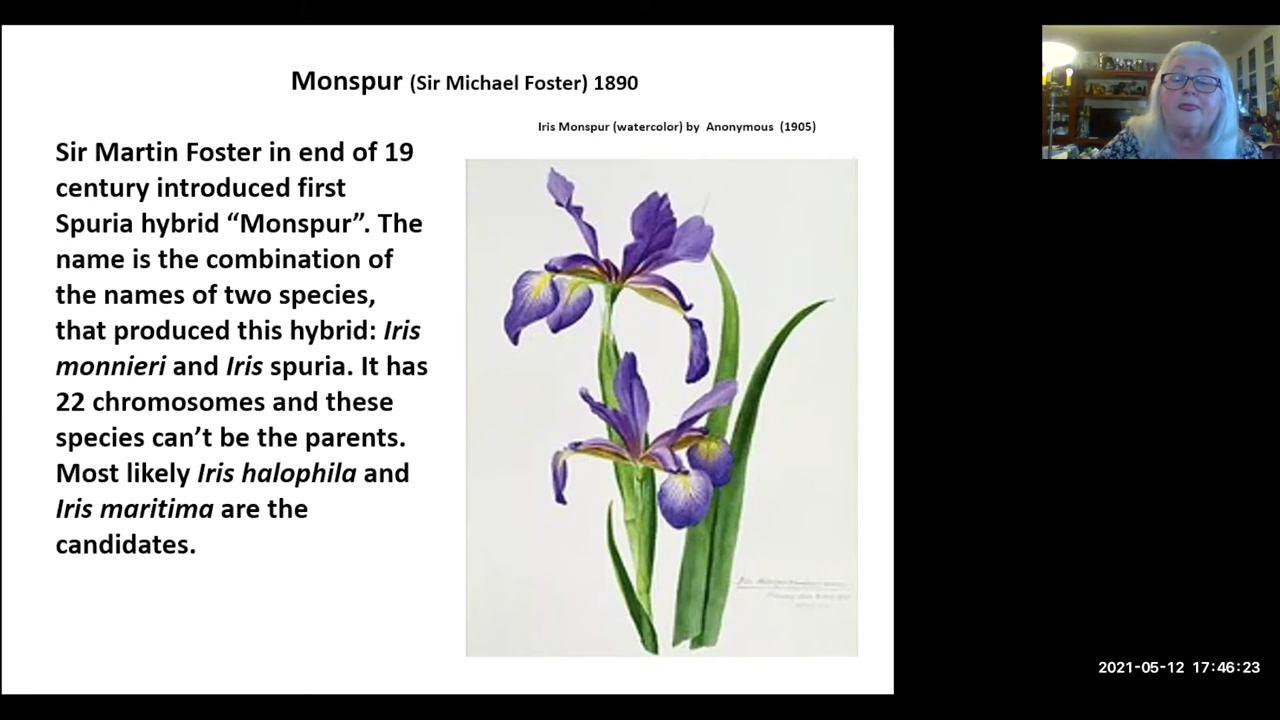 Monspur (Sir Michael Foster) 1890
Iris Monspur (watercolor) by Anonymous (1905)
Sir Martin Foster in end of 19
century introduced first
Spuria hybrid “Monspur”. The
name is the combination of
the names of two species,
that produced this hybrid: Iris
monnieri and Iris spuria. It has
22 chromosomes and these
species can’t be the parents.
Most likely Iris halophila and
Iris maritima are the
candidates.
2021-05-12 17:46:23